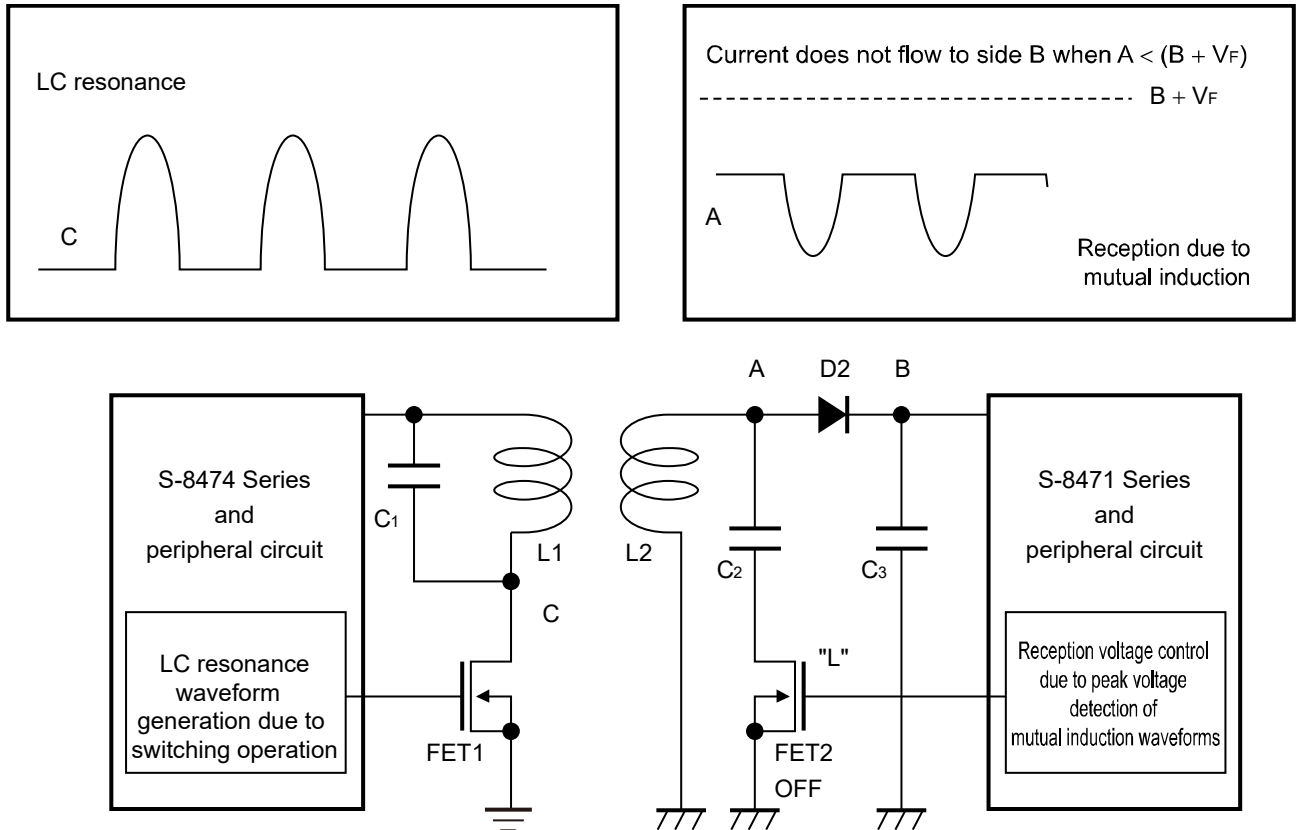 LC resonance
C
Current does not flow to side B when A < (B + VF)
B + VF
A
Reception due to
mutual induction
A
D2
B
S-8474 Series
and
peripheral circuit
C1
L1
L2
C2
C3
S-8471 Series
and
peripheral circuit
C
LC resonance
waveform
generation due to
switching operation
"L"
Reception voltage control
due to peak voltage
detection of
mutual induction waveforms
FET1
FET2
OFF